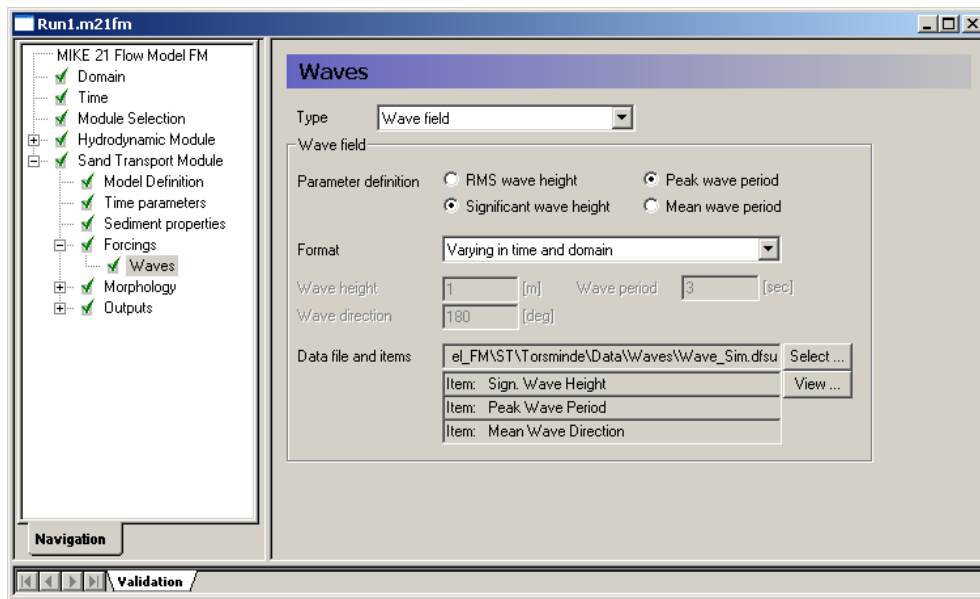 Run1.m21fm
MIKE 21 Flow Model FM
Domain
Time
Module Selection
Hydrodynamic Module
Sand Transport Module
Model Definition
Time parameters
Sediment properties
Forcings
Waves
Morphology
Outputs
Navigation
Waves
Type Wave field
Wave field
Parameter definition RMS wave height Peak wave period
Significant wave height Mean wave period
Format Varying in time and domain
Wave height 1 [m] Wave period 3 [sec]
Wave direction 180 [deg]
Data file and items el_FM\ST\Torsminde\Data\Waves\Wave_Sim.dfsu Select ...
Item: Sign. Wave Height View ...
Item: Peak Wave Period
Item: Mean Wave Direction
Validation